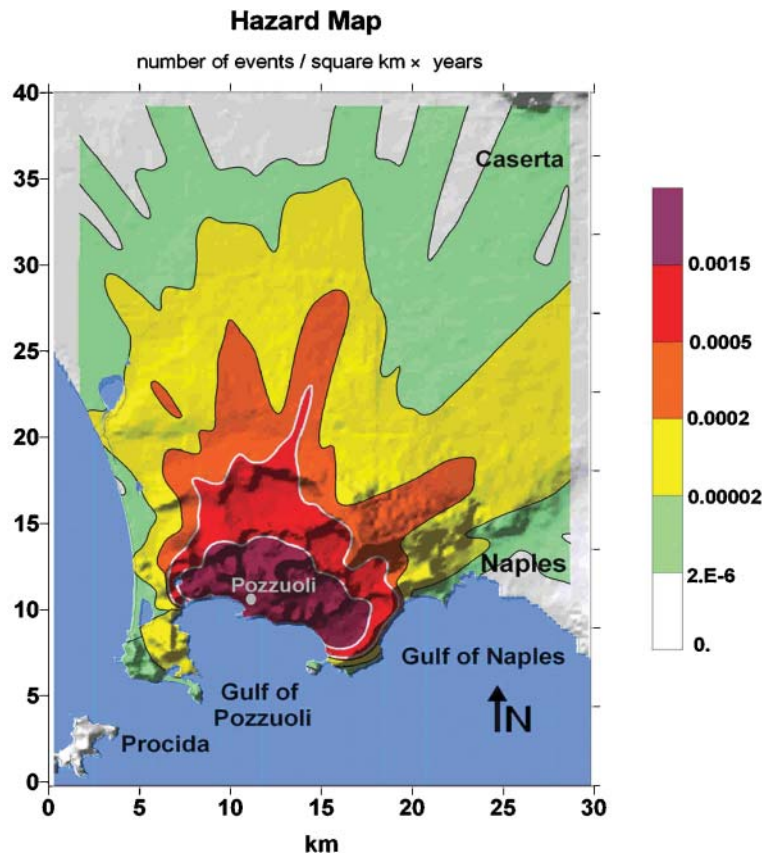 Hazard Map
number of events / square km × years
40
35
30
25
20
15
10
5
0
0
5
10
15
20
25
30
km
Caserta
Naples
Pozzuoli
Gulf of Naples
Gulf of
Pozzuoli
N
Procida
0.0015
0.0005
0.0002
0.00002
2.E-6
0.